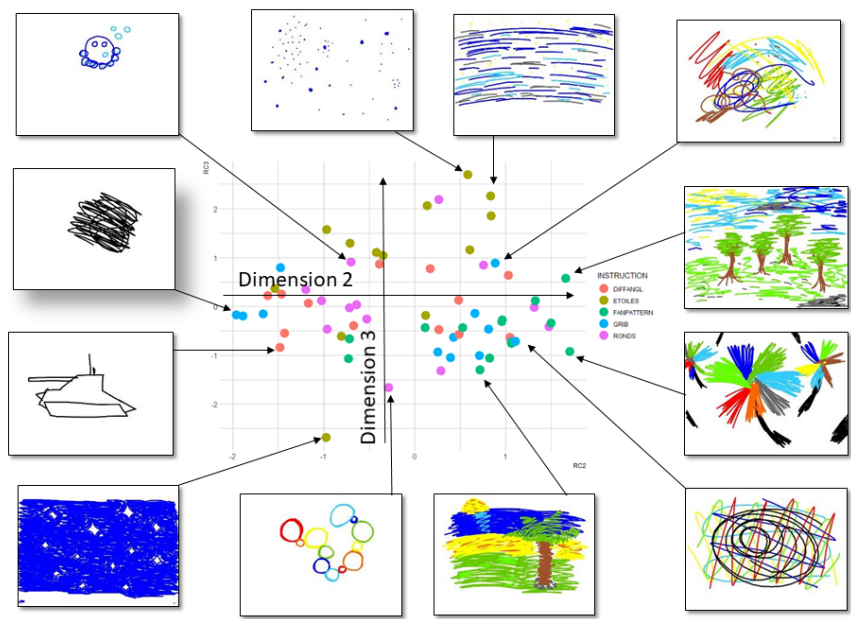 RC3
2
1
0
-1
-2
Dimension 2
Dimension 3
-2
-1
0
1
RC2
INSTRUCTION
DIFFANGL
ETOILES
FANPATTERN
GRIB
RONDS